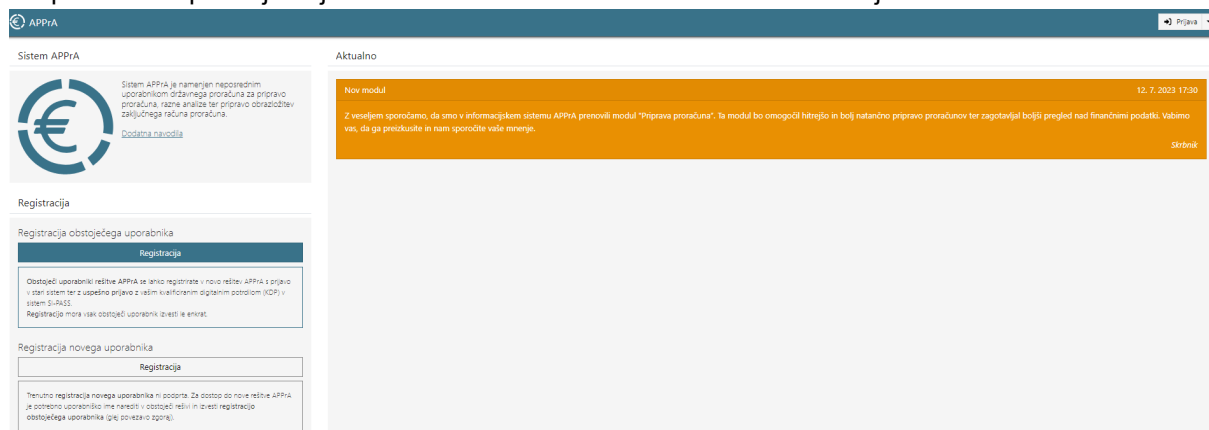 APPrA
Prijava
Sistem APPrA
Sistem APPrA je namenjen neposrednim
uporabnikom državnega proračuna za pripravo
proračuna, razne analize ter pripravo obrazložitev
zaključnega računa proračuna.
Dodatna navodila
Registracija
Registracija obstoječega uporabnika
Registracija
Obstoječi uporabniki rešitve APPrA se lahko registrirate v novo rešitev APPrA s prijavo
v stari sistem ter z uspešno prijavo z vašim kvalificiranim digitalnim potrdilom (KDP) v
sistem SI-PASS.
Registracijo mora vsak obstoječi uporabnik izvesti le enkrat.
Registracija novega uporabnika
Registracija
Trenutno registracija novega uporabnika ni podprta. Za dostop do nove rešitve APPrA
je potrebno uporabniško ime narediti v obstoječi rešivi in izvesti registracijo
obstoječega uporabnika (glej povezavo zgoraj).
Aktualno
Nov modul 12. 7. 2023 17:30
Z veseljem sporočamo, da smo v informacijskem sistemu APPrA prenovili modul "Priprava proračuna". Ta modul bo omogočil hitrejšo in bolj natančno pripravo proračunov ter zagotavljal boljši pregled nad finančnimi podatki. Vabimo
vas, da ga preizkusite in nam sporočite vaše mnenje.
Skrbnik